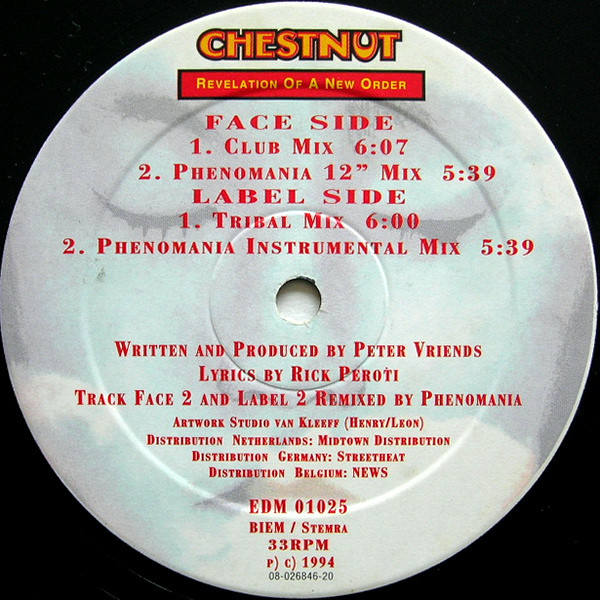 CHESTNUT
REVELATION OF A NEW ORDER
FACE SIDE
1. CLUB MIX 6:07
2. PHENOMANIA 12” MIX 5:39
LABEL SIDE
1. TRIBAL MIX 6:00
2. PHENOMANIA INSTRUMENTAL MIX 5:39
WRITTEN AND PRODUCED BY PETER VRIENDS
LYRICS BY RICK PEROTI
TRACK FACE 2 AND LABEL 2 REMIXED BY PHENOMANIA
ARTWORK STUDIO VAN KLEEFF (HENRY/LEON)
DISTRIBUTION NETHERLANDS: MIDTOWN DISTRIBUTION
DISTRIBUTION GERMANY: STREETHEAT
DISTRIBUTION BELGIUM: NEWS
EDM 01025
BIEM / STEMRA
33RPM
P) C) 1994
08-026846-20